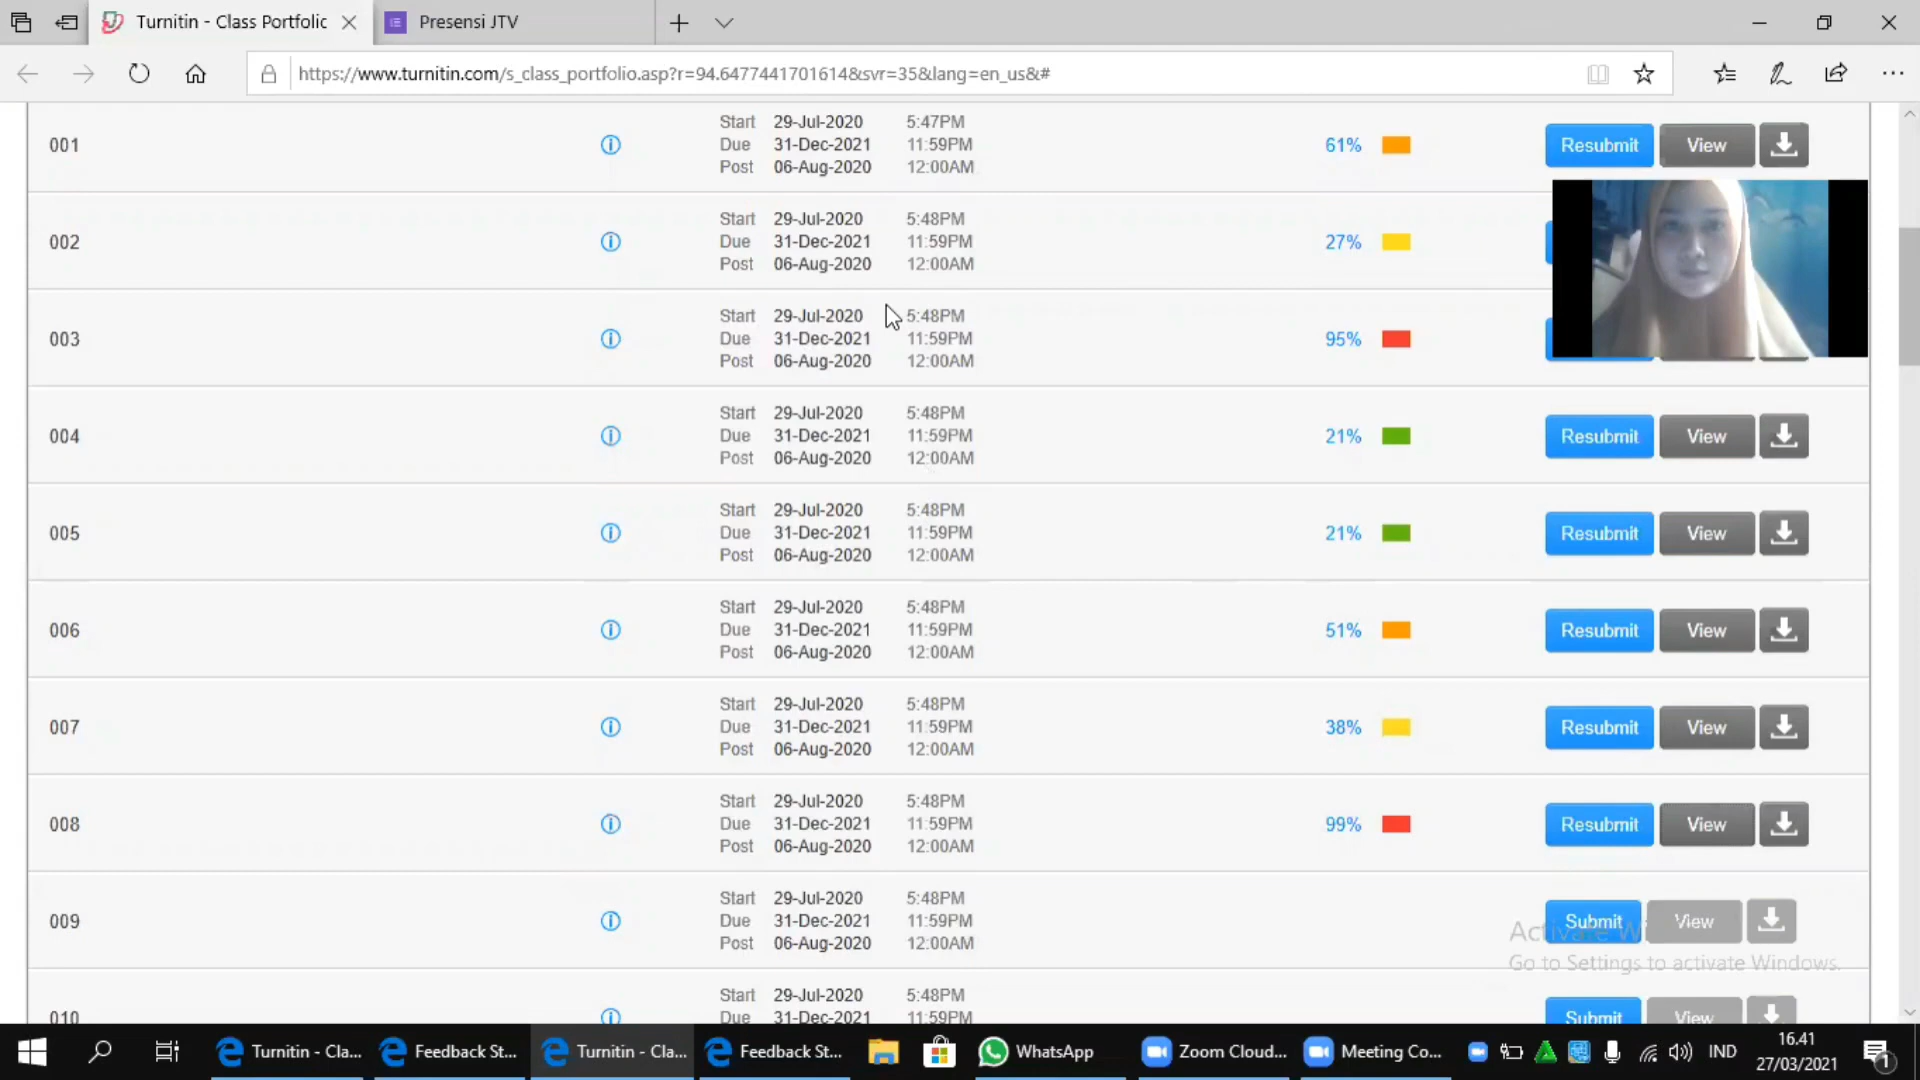 Turnitin - Class Portfolic
Presensi JTV
https://www.turnitin.com/s_class_portfolio.asp?r=94.6477441701614&svr=35&lang=en_us&#
001
Start 29-Jul-2020 5:47PM
Due 31-Dec-2021 11:59PM
Post 06-Aug-2020 12:00AM
61%
Resubmit View
002
Start 29-Jul-2020 5:48PM
Due 31-Dec-2021 11:59PM
Post 06-Aug-2020 12:00AM
27%
003
Start 29-Jul-2020 5:48PM
Due 31-Dec-2021 11:59PM
Post 06-Aug-2020 12:00AM
95%
004
Start 29-Jul-2020 5:48PM
Due 31-Dec-2021 11:59PM
Post 06-Aug-2020 12:00AM
21%
Resubmit View
005
Start 29-Jul-2020 5:48PM
Due 31-Dec-2021 11:59PM
Post 06-Aug-2020 12:00AM
21%
Resubmit View
006
Start 29-Jul-2020 5:48PM
Due 31-Dec-2021 11:59PM
Post 06-Aug-2020 12:00AM
51%
Resubmit View
007
Start 29-Jul-2020 5:48PM
Due 31-Dec-2021 11:59PM
Post 06-Aug-2020 12:00AM
38%
Resubmit View
008
Start 29-Jul-2020 5:48PM
Due 31-Dec-2021 11:59PM
Post 06-Aug-2020 12:00AM
99%
Resubmit View
009
Start 29-Jul-2020 5:48PM
Due 31-Dec-2021 11:59PM
Post 06-Aug-2020 12:00AM
Submit View
Activate Wi
Go to Settings to activate Windows.
010
Start 29-Jul-2020 5:48PM
Due 31-Dec-2021 11:59PM
Submit View
Turnitin - Cla...
Feedback St...
Turnitin - Cla...
Feedback St...
WhatsApp
Zoom Cloud...
Meeting Co...
IND
16.41
27/03/2021
1